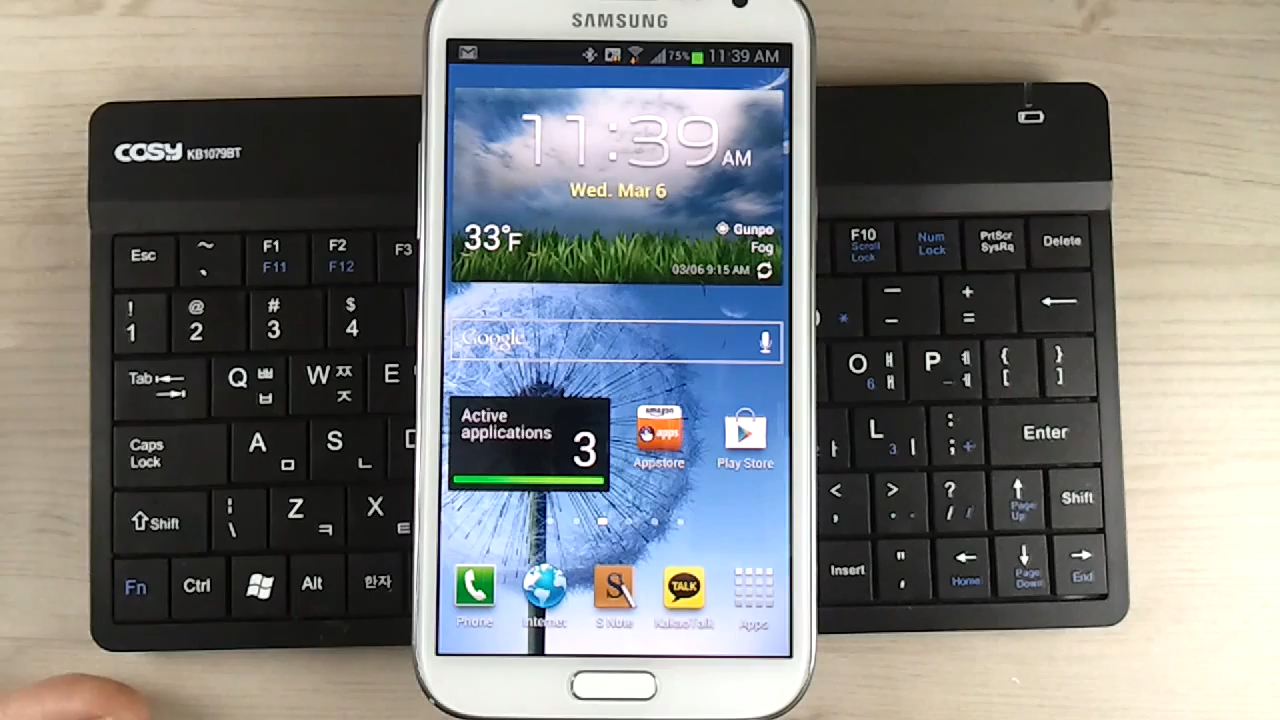 SAMSUNG
75% 11:39 AM
11:39 AM
Wed. Mar 6
33°F
Gunpo
Fog
03/06 9:15 AM
Google
Active
applications
3
amazon
apps
Appstore
Play Store
S
TALK
Phone
Internet
S Note
KakaoTalk
Apps
COSY KB1079BT
Esc
~
、
F1
F11
F2
F12
F3
!
1
@
2
#
3
$
4
Tab
Q ㅃ
ㅂ
W ㅉ
ㅈ
E
Caps
Lock
A ㅁ
S ㄴ
Shift
¦
\
Z ㅋ
X ㅌ
Fn
Ctrl
Alt
한자
F10
Scroll
Lock
Num
Lock
PrtScr
SysRq
Delete
*
—
–
+
=
O ㅒ
6 ㅐ
P ㅖ
- ㅔ
{
[
}
]
L
3 ㅣ
:
; +
Enter
<
,
>
.
?
/ /
Page
Up
Shift
Insert
"
,
Home
Page
Down
End